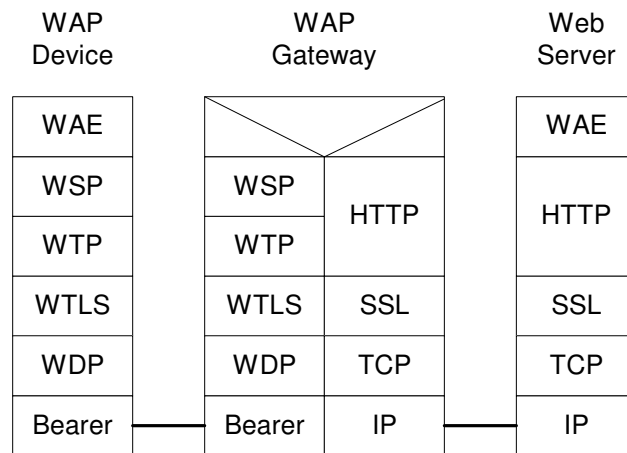 WAP
Device
WAP
Gateway
Web
Server
WAE
WAE
WSP
WSP
HTTP
HTTP
WTP
WTP
WTLS
WTLS
SSL
SSL
WDP
WDP
TCP
TCP
Bearer
Bearer
IP
IP